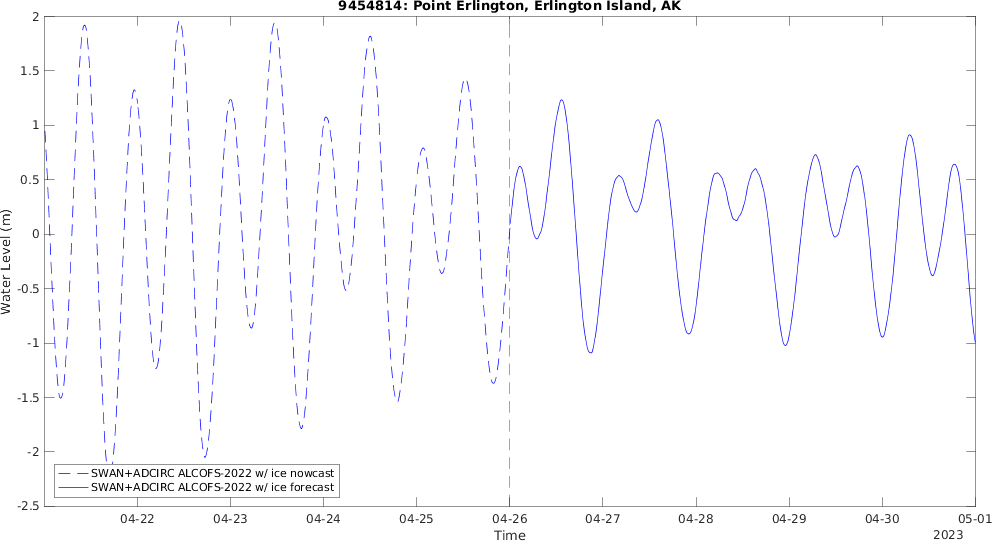 9454814: Point Erlington, Erlington Island, AK
2
1.5
1
0.5
0
-0.5
-1
-1.5
-2
-2.5
Water Level (m)
SWAN+ADCIRC ALCOFS-2022 w/ ice nowcast
SWAN+ADCIRC ALCOFS-2022 w/ ice forecast
04-22 04-23 04-24 04-25 04-26 04-27 04-28 04-29 04-30 05-01
Time
2023